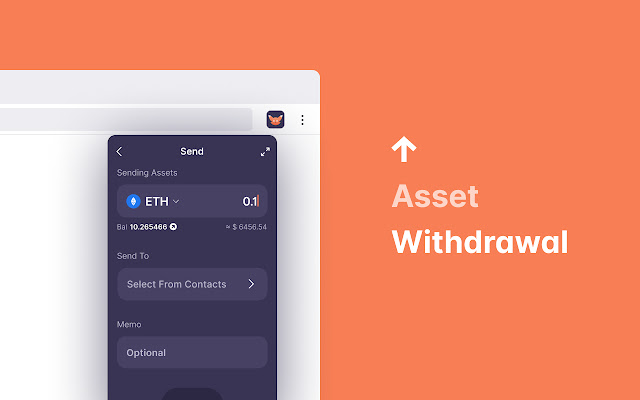 Send
Sending Assets
ETH 0.1
Bal 10.265466 ≈ $ 6456.54
Send To
Select From Contacts
Memo
Optional
Asset
Withdrawal